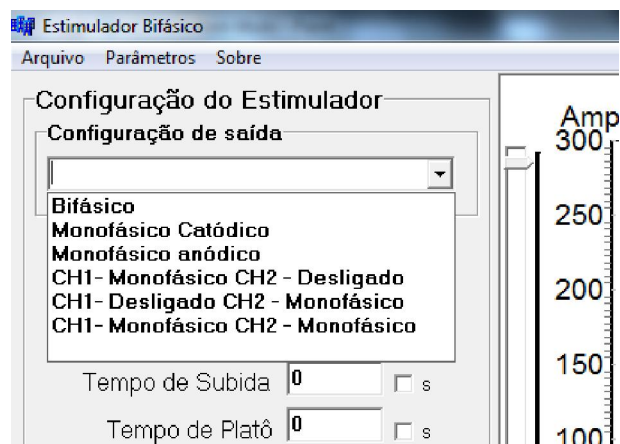 Estimulador Bifásico
Arquivo Parâmetros Sobre
Configuração do Estimulador
Configuração de saída
Bifásico
Monofásico Catódico
Monofásico anódico
CH1- Monofásico CH2 - Desligado
CH1- Desligado CH2 - Monofásico
CH1- Monofásico CH2 - Monofásico
Tempo de Subida 0 s
Tempo de Platô 0 s
Amp
300
250
200
150
100